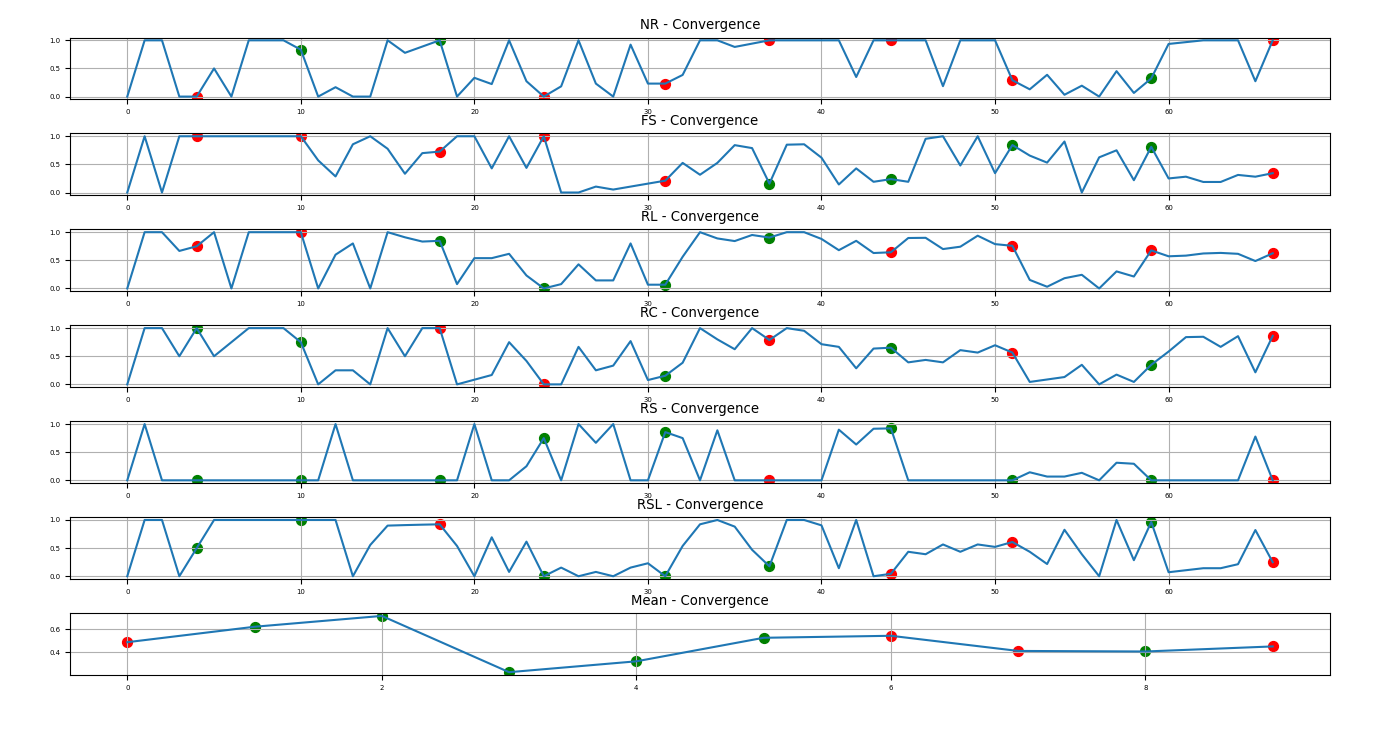 NR - Convergence
1.0
0.5
0.0
0 10 20 30 40 50 60
FS - Convergence
1.0
0.5
0.0
0 10 20 30 40 50 60
RL - Convergence
1.0
0.5
0.0
0 10 20 30 40 50 60
RC - Convergence
1.0
0.5
0.0
0 10 20 30 40 50 60
RS - Convergence
1.0
0.5
0.0
0 10 20 30 40 50 60
RSL - Convergence
1.0
0.5
0.0
0 10 20 30 40 50 60
Mean - Convergence
0.6
0.4
0 2 4 6 8